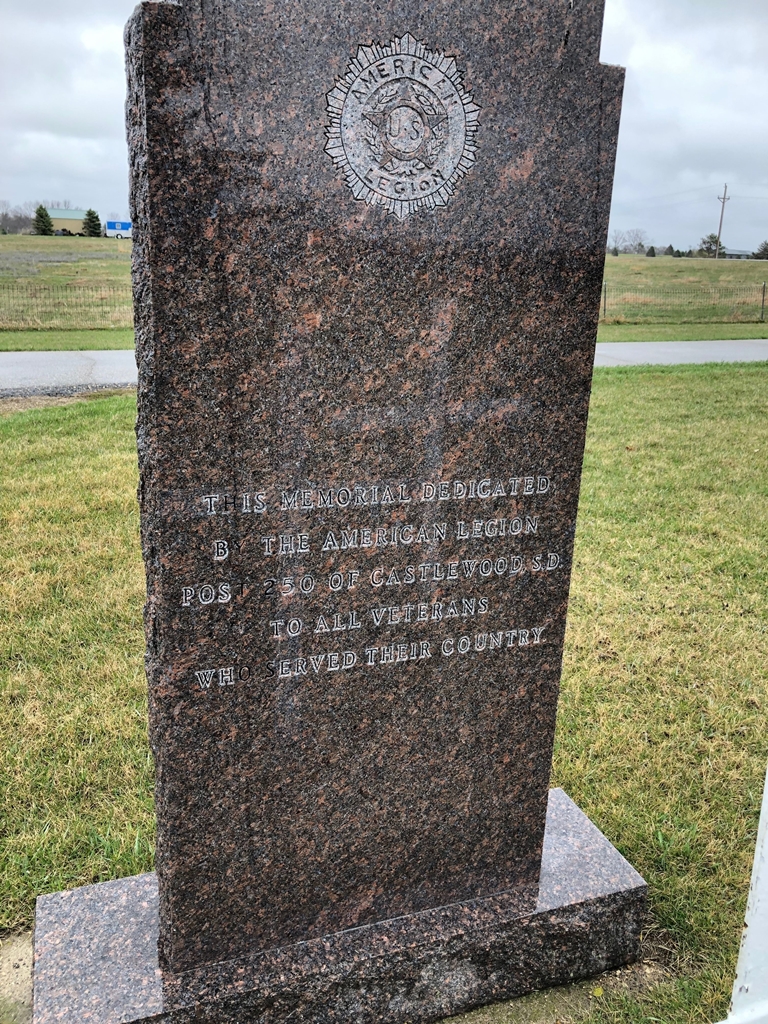 AMERICAN
U.S
LEGION
THIS MEMORIAL DEDICATED
BY THE AMERICAN LEGION
POST 250 OF CASTLEWOOD, S.D.
TO ALL VETERANS
WHO SERVED THEIR COUNTRY.